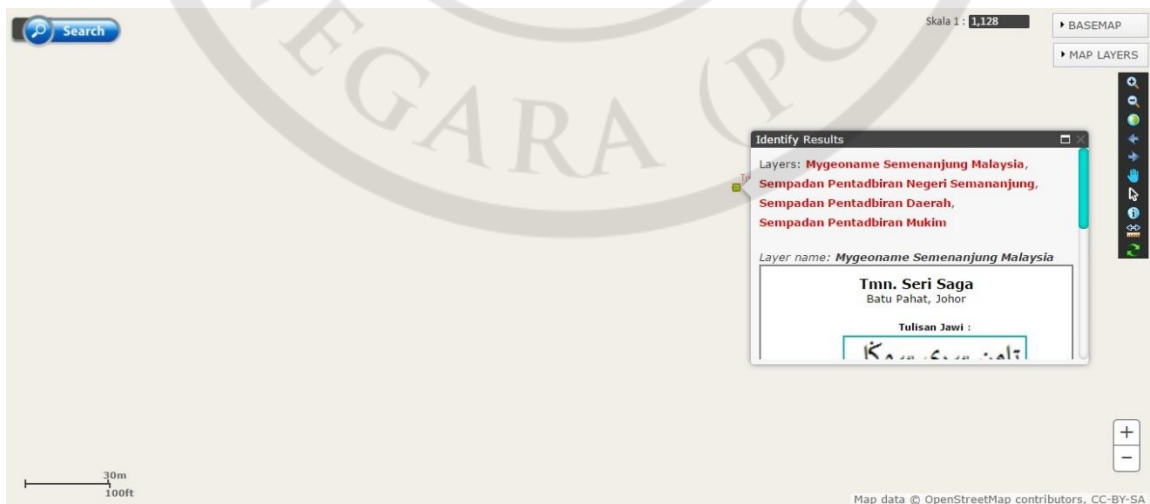 EGARA (PG
Search
Skala 1 : 1,128
BASEMAP
MAP LAYERS
Identify Results
Layers: Mygeoname Semenanjung Malaysia,
Sempadan Pentadbiran Negeri Semananjung,
Sempadan Pentadbiran Daerah,
Sempadan Pentadbiran Mukim
Layer name: Mygeoname Semenanjung Malaysia
Tmn. Seri Saga
Batu Pahat, Johor
Tulisan Jawi :
تامن سري
30m
100ft
Map data © OpenStreetMap contributors, CC-BY-SA